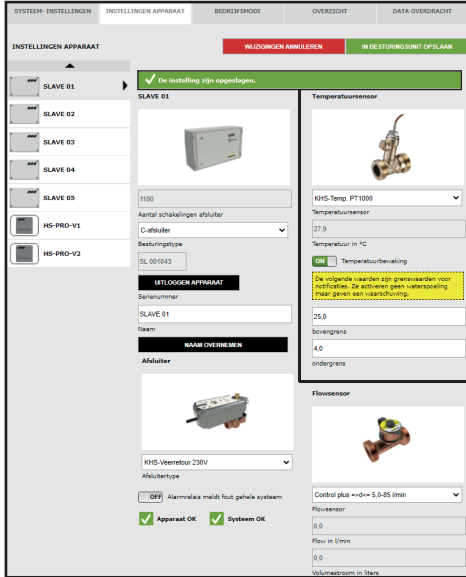 SYSTEEM- INSTELLINGEN
INSTELLINGEN APPARAAT
BEDRIJFSMODI
OVERZICHT
DATA OVERDRACHT
INSTELLINGEN APPARAAT
WIJZIGINGEN ANNULEREN
IN BESTURINGSUNIT OPSLAAN
SLAVE 01
SLAVE 02
SLAVE 03
SLAVE 04
SLAVE 05
HS-PRO-V1
HS-PRO-V2
De instelling zijn opgeslagen.
SLAVE 01
1180
Aantal schakelingen afsluiter
C-afsluiter
Besturingstype
SL 001043
UITLOGGEN APPARAAT
Serienummer
SLAVE 01
Naam
NAAM OVERNEMEN
Afsluiter
KHS-Veerretour 230V
Afsluitertype
OFF Alarmrelais meldt fout gehele systeem
Apparaat OK
Systeem OK
Temperatuursensor
KHS-Temp. PT1000
Temperatuursensor
27,9
Temperatuur in °C
ON Temperatuurbewaking
De volgende waarden zijn grenswaarden voor
notificaties. Ze activeren geen waterspoeling
maar geven een waarschuwing.
25,0
bovengrens
4,0
ondergrens
Flowsensor
Control plus =>d<= 5,0-85 l/min
Flowsensor
0,0
Flow in l/min
0,0
Volumestroom in liters